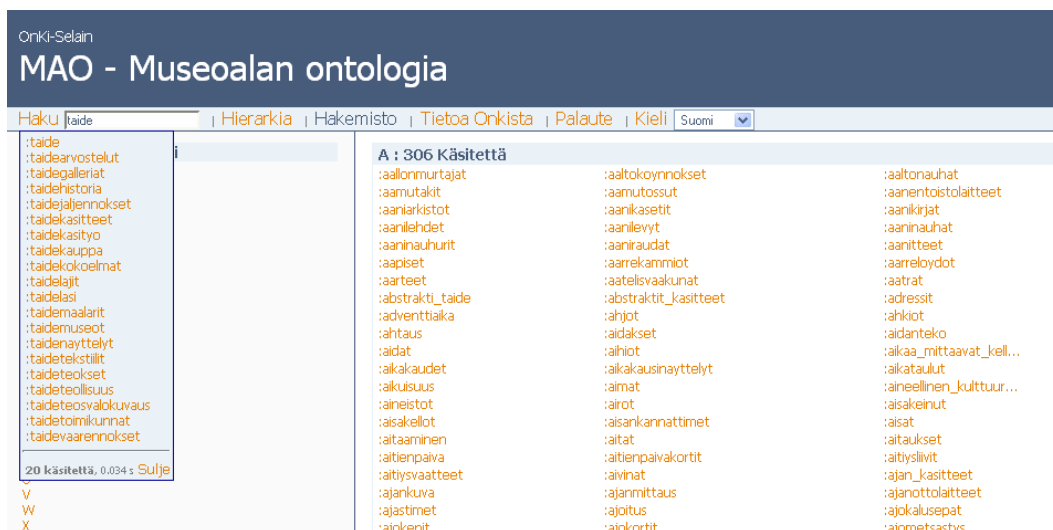 OnKi-Selain
MAO - Museoalan ontologia
Haku taide | Hierarkia | Hakemisto | Tietoa Onkista | Palaute | Kieli Suomi
:taide
:taidearvostelut
:taidegalleriat
:taidehistoria
:taidejaljennokset
:taidekasitteet
:taidekasityo
:taidekauppa
:taidekokoelmat
:taidelajit
:taidelasi
:taidemaalarit
:taidemuseot
:taidenayttelyt
:taidetekstiilit
:taideteokset
:taideteollisuus
:taideteosvalokuvaus
:taidetoimikunnat
:taidevaarennokset
20 käsitettä, 0.034 s Sulje
V
W
X
A : 306 Käsitettä
:aallonmurtajat :aaltokoynnokset :aaltonauhat
:aamutakit :aamutossut :aanentoistolaitteet
:aaniarkistot :aanikasetit :aanikirjat
:aanilehdet :aanilevyt :aaninauhat
:aaninauhurit :aaniraudat :aanitteet
:aapiset :aarrekammiot :aarreloydot
:aarteet :aatelisvaakunat :aatrat
:abstrakti_taide :abstraktit_kasitteet :adressit
:adventtiaika :ahjot :ahkiot
:ahtaus :aidakset :aidanteko
:aidat :aihiot :aikaa_mittaavat_kell...
:aikakaudet :aikakausinayttelyt :aikataulut
:aikuisuus :aimat :aineellinen_kulttuur...
:aineistot :airot :aisakeinut
:aisakellot :aisankannattimet :aisat
:aitaaminen :aitat :aitaukset
:aitienpaiva :aitienpaivakortit :aitiysliivit
:aitiysvaatteet :aivinat :ajan_kasitteet
:ajankuva :ajanmittaus :ajanottolaitteet
:ajastimet :ajoitus :ajokalusepat
:ajokenit :ajokortit :ajometsastys